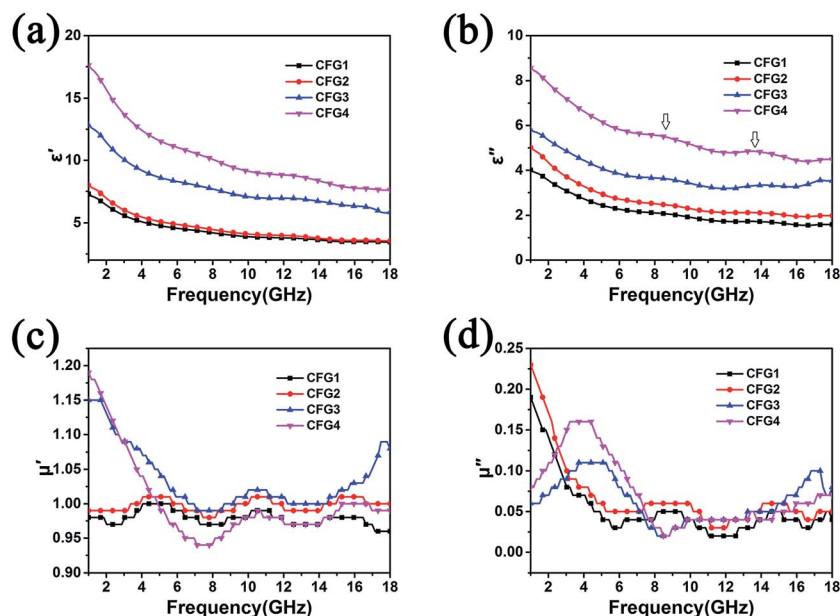 (a)
20
15
10
5
ε′
CFG1
CFG2
CFG3
CFG4
2 4 6 8 10 12 14 16 18
Frequency(GHz)
(b)
10
8
6
4
2
0
ε″
CFG1
CFG2
CFG3
CFG4
2 4 6 8 10 12 14 16 18
Frequency(GHz)
(c)
1.20
1.15
1.10
1.05
1.00
0.95
0.90
μ′
CFG1
CFG2
CFG3
CFG4
2 4 6 8 10 12 14 16 18
Frequency(GHz)
(d)
0.25
0.20
0.15
0.10
0.05
0.00
μ″
CFG1
CFG2
CFG3
CFG4
2 4 6 8 10 12 14 16 18
Frequency(GHz)